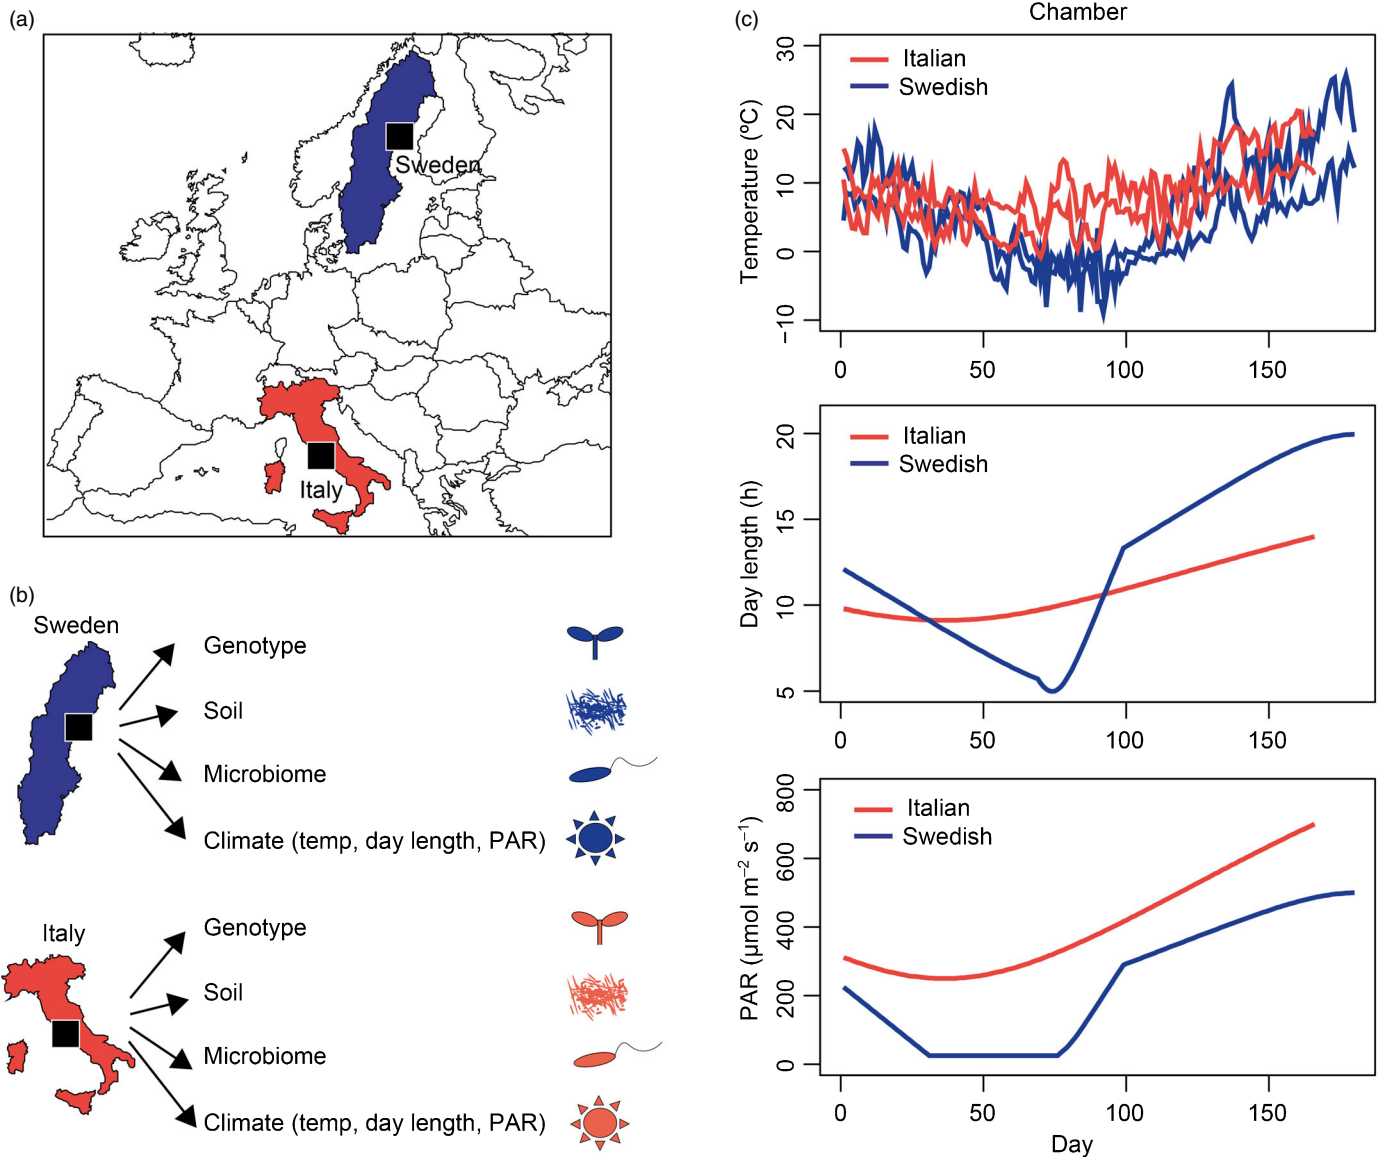 (a)
Sweden
Italy
(b)
Sweden
Genotype
Soil
Microbiome
Climate (temp, day length, PAR)
Italy
Genotype
Soil
Microbiome
Climate (temp, day length, PAR)
(c)
Chamber
Temperature (ºC)
30
20
10
0
−10
Italian
Swedish
0 50 100 150
Day length (h)
20
15
10
5
Italian
Swedish
0 50 100 150
PAR (µmol m⁻² s⁻¹)
800
600
400
200
0
Italian
Swedish
0 50 100 150
Day